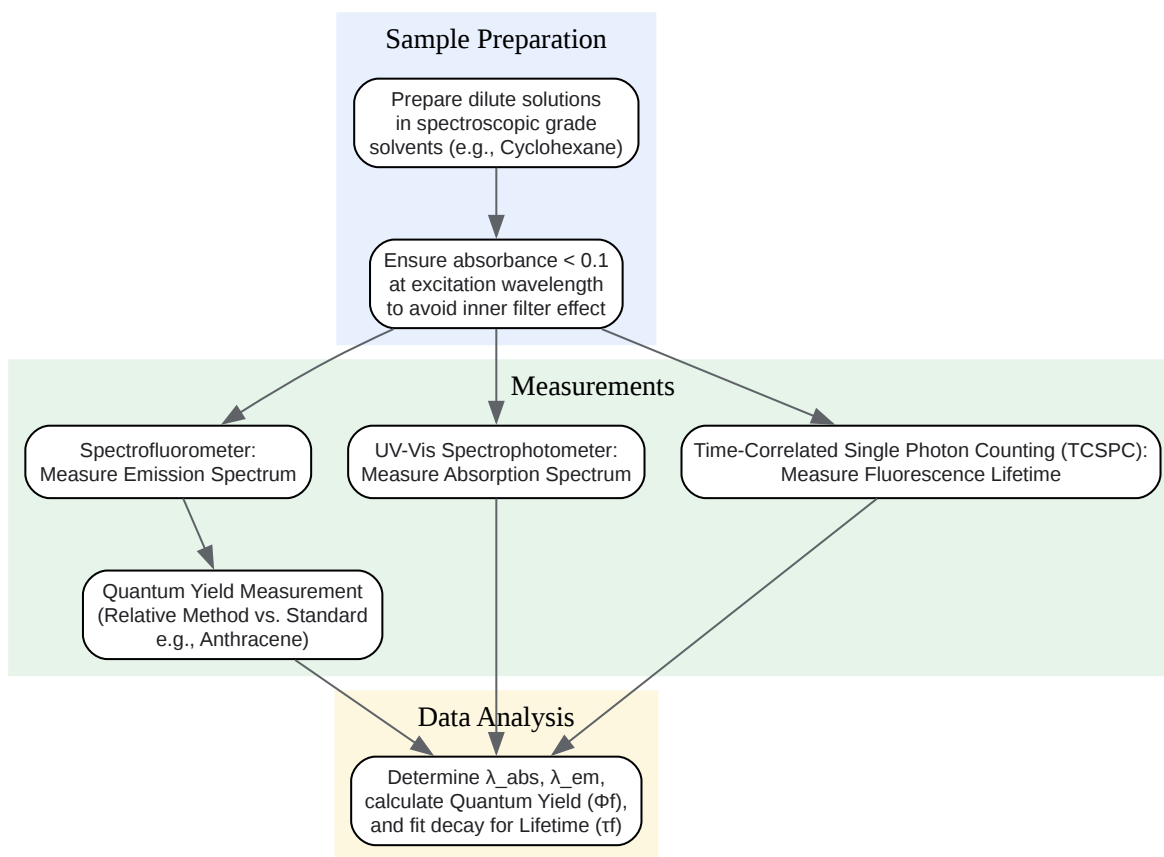 Sample Preparation
Prepare dilute solutions
in spectroscopic grade
solvents (e.g., Cyclohexane)
Ensure absorbance < 0.1
at excitation wavelength
to avoid inner filter effect
Measurements
Spectrofluorometer:
Measure Emission Spectrum
UV-Vis Spectrophotometer:
Measure Absorption Spectrum
Time-Correlated Single Photon Counting (TCSPC):
Measure Fluorescence Lifetime
Quantum Yield Measurement
(Relative Method vs. Standard
e.g., Anthracene)
Data Analysis
Determine λ_abs, λ_em,
calculate Quantum Yield (Φf),
and fit decay for Lifetime (τf)